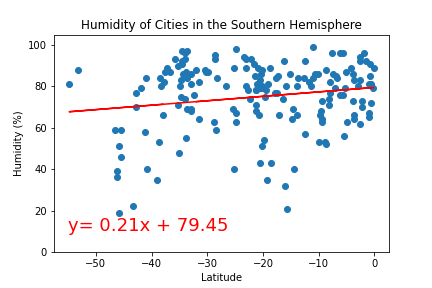 Humidity of Cities in the Southern Hemisphere
100
80
60
40
20
0
Humidity (%)
y= 0.21x + 79.45
−50 −40 −30 −20 −10 0
Latitude